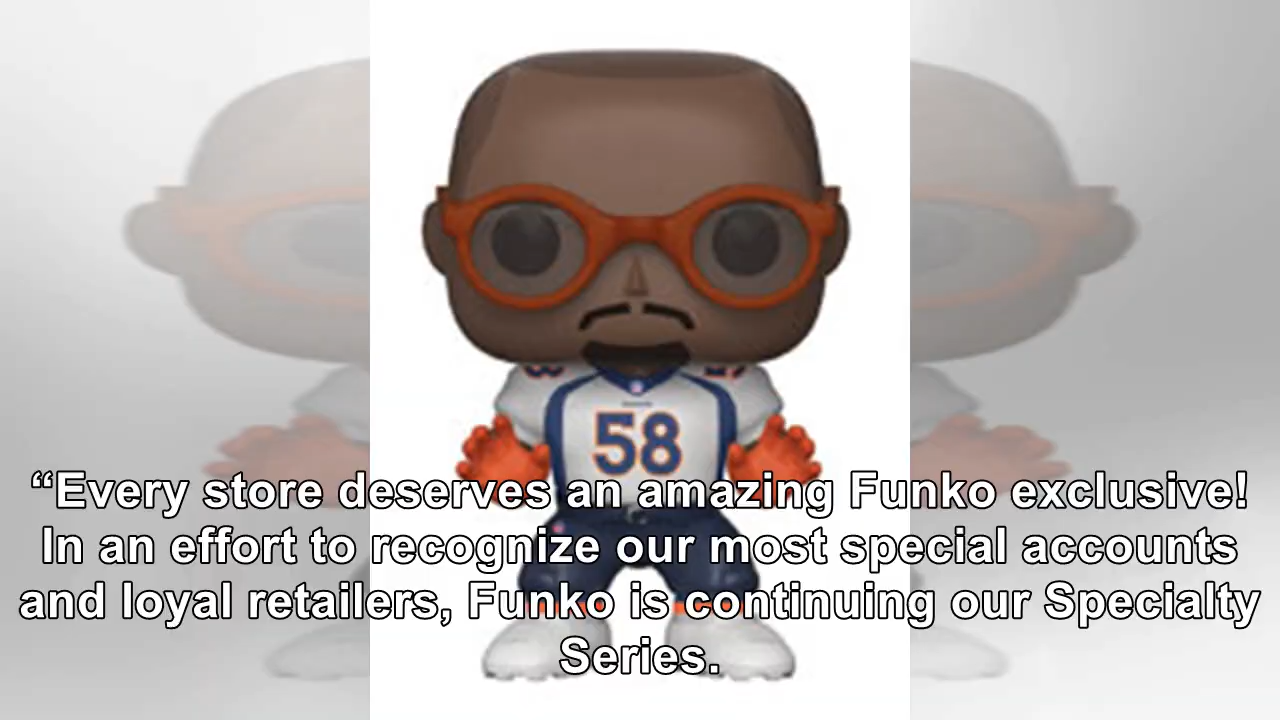 58
“Every store deserves an amazing Funko exclusive!
In an effort to recognize our most special accounts
and loyal retailers, Funko is continuing our Specialty
Series.